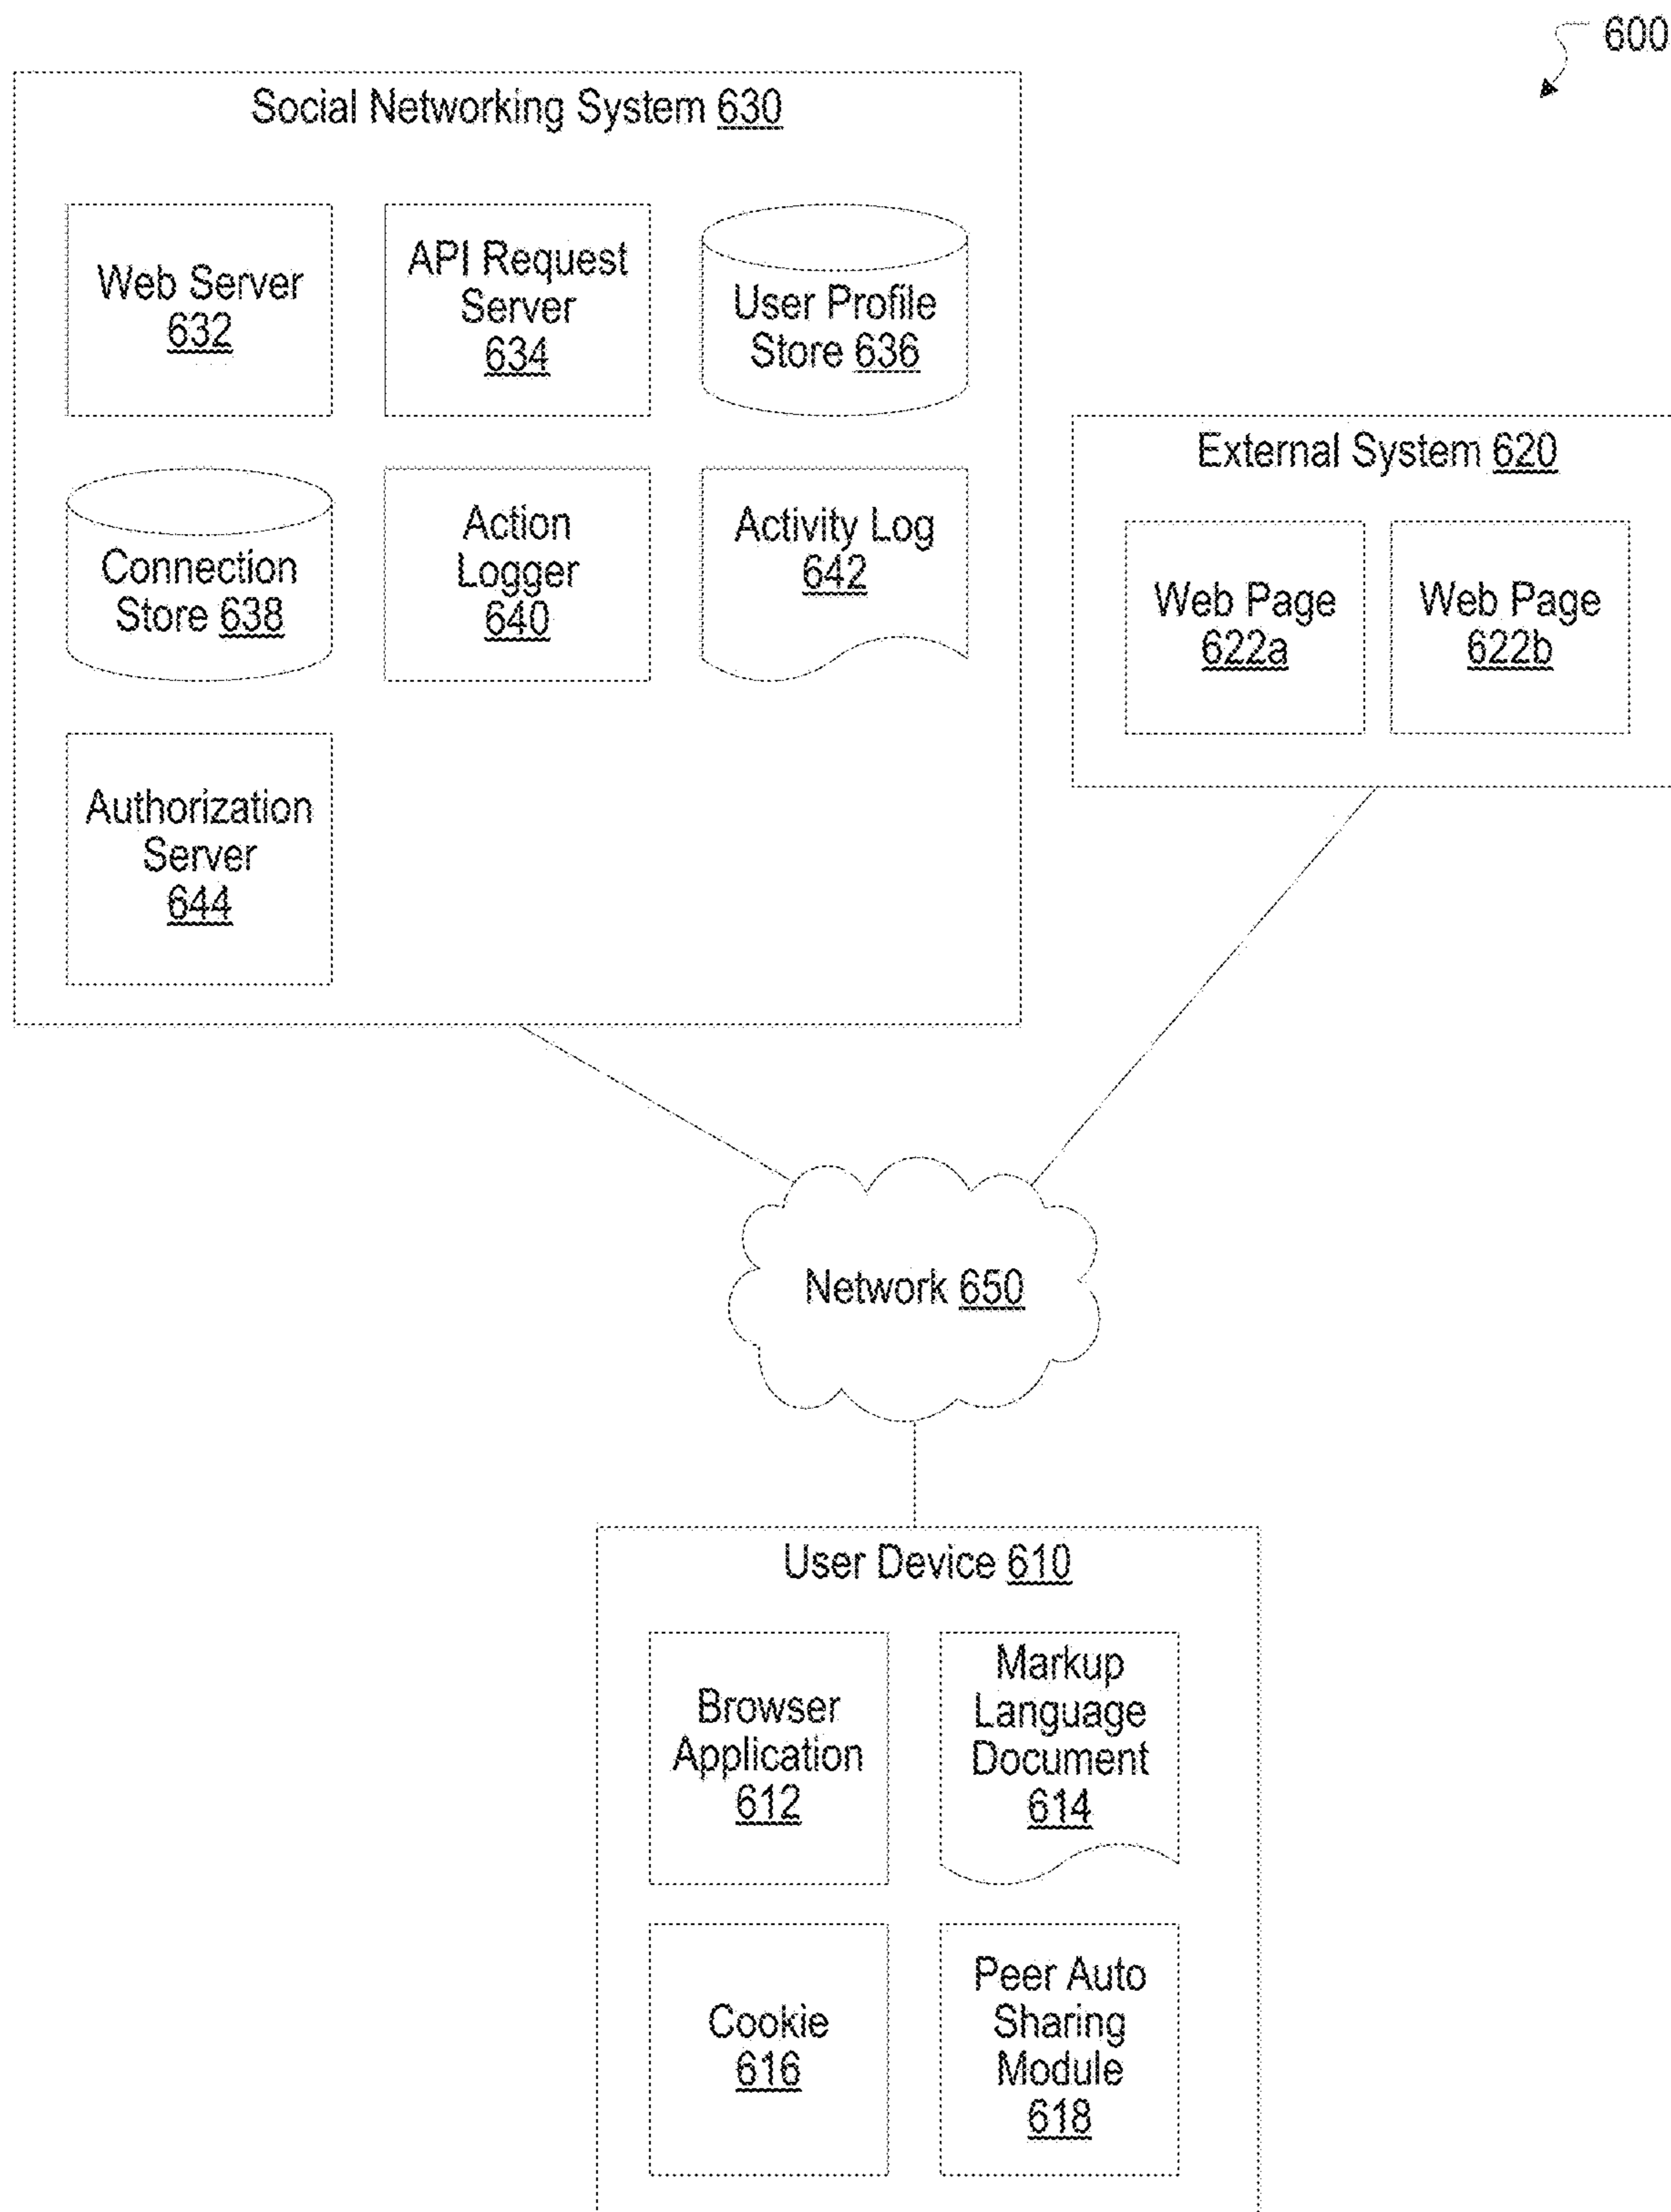 600
Social Networking System 630
Web Server
632
API Request
Server
634
User Profile
Store 636
Connection
Store 638
Action
Logger
640
Activity Log
642
Authorization
Server
644
External System 620
Web Page
622a
Web Page
622b
Network 650
User Device 610
Browser
Application
612
Markup
Language
Document
614
Cookie
616
Peer Auto
Sharing
Module
618